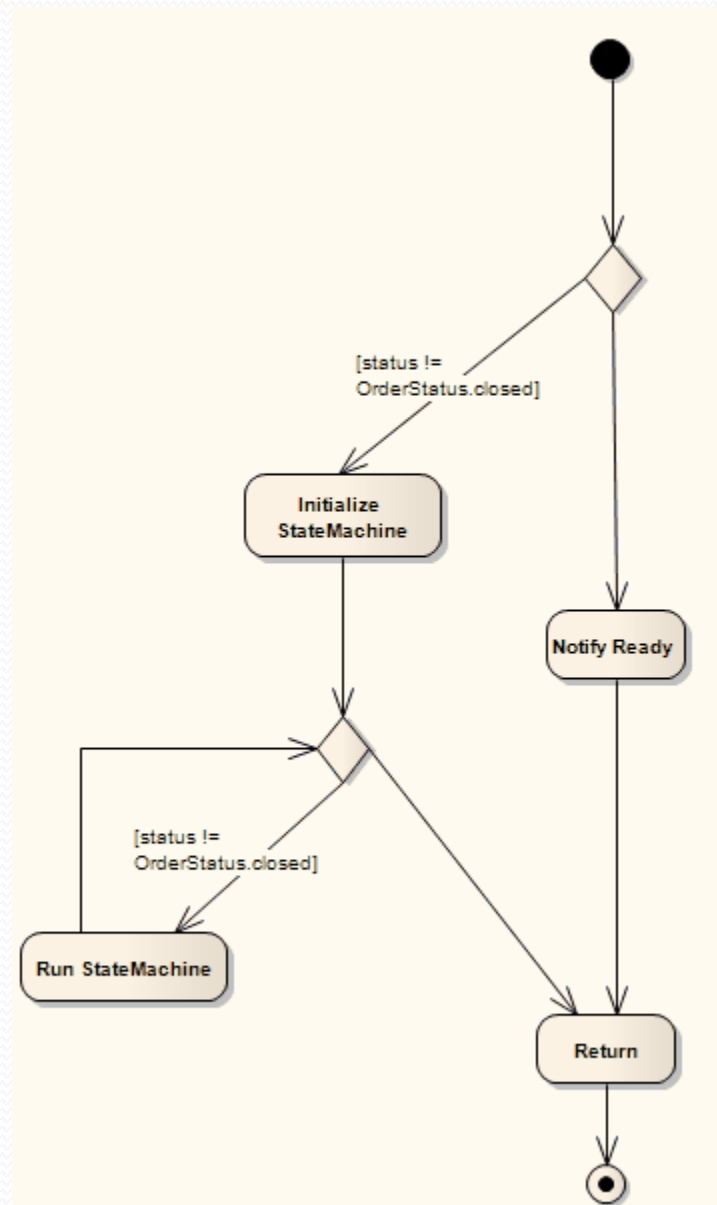 [status !=
OrderStatus.closed]
Initialize
StateMachine
Notify Ready
[status !=
OrderStatus.closed]
Run StateMachine
Return